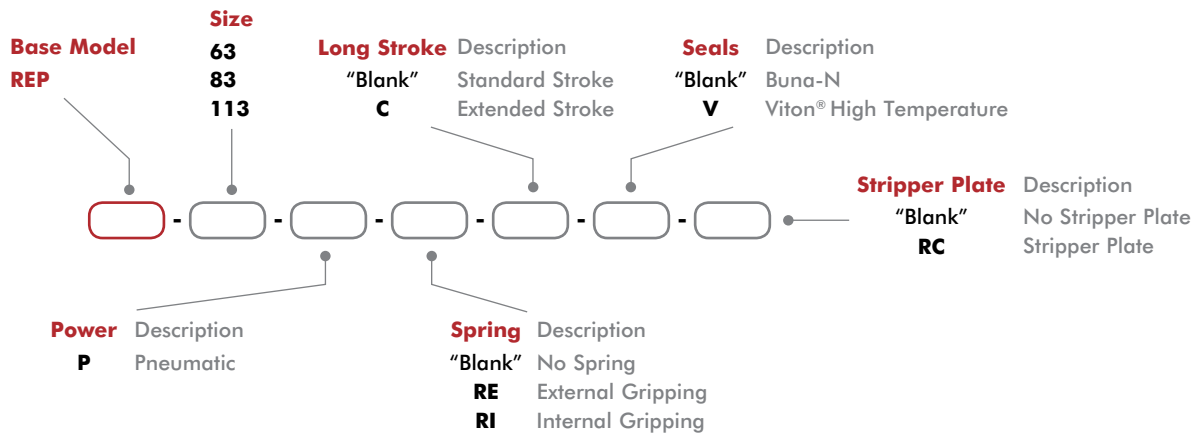 Size
63
83
113
Base Model
REP
Long Stroke Description
"Blank" Standard Stroke
C Extended Stroke
Seals Description
"Blank" Buna-N
V Viton® High Temperature
Stripper Plate Description
"Blank" No Stripper Plate
RC Stripper Plate
- - - - - -
Power Description
P Pneumatic
Spring Description
"Blank" No Spring
RE External Gripping
RI Internal Gripping